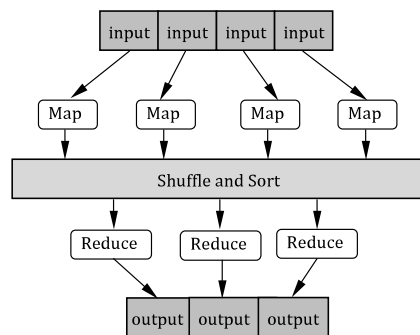 input input input input
Map Map Map Map
Shuffle and Sort
Reduce Reduce Reduce
output output output